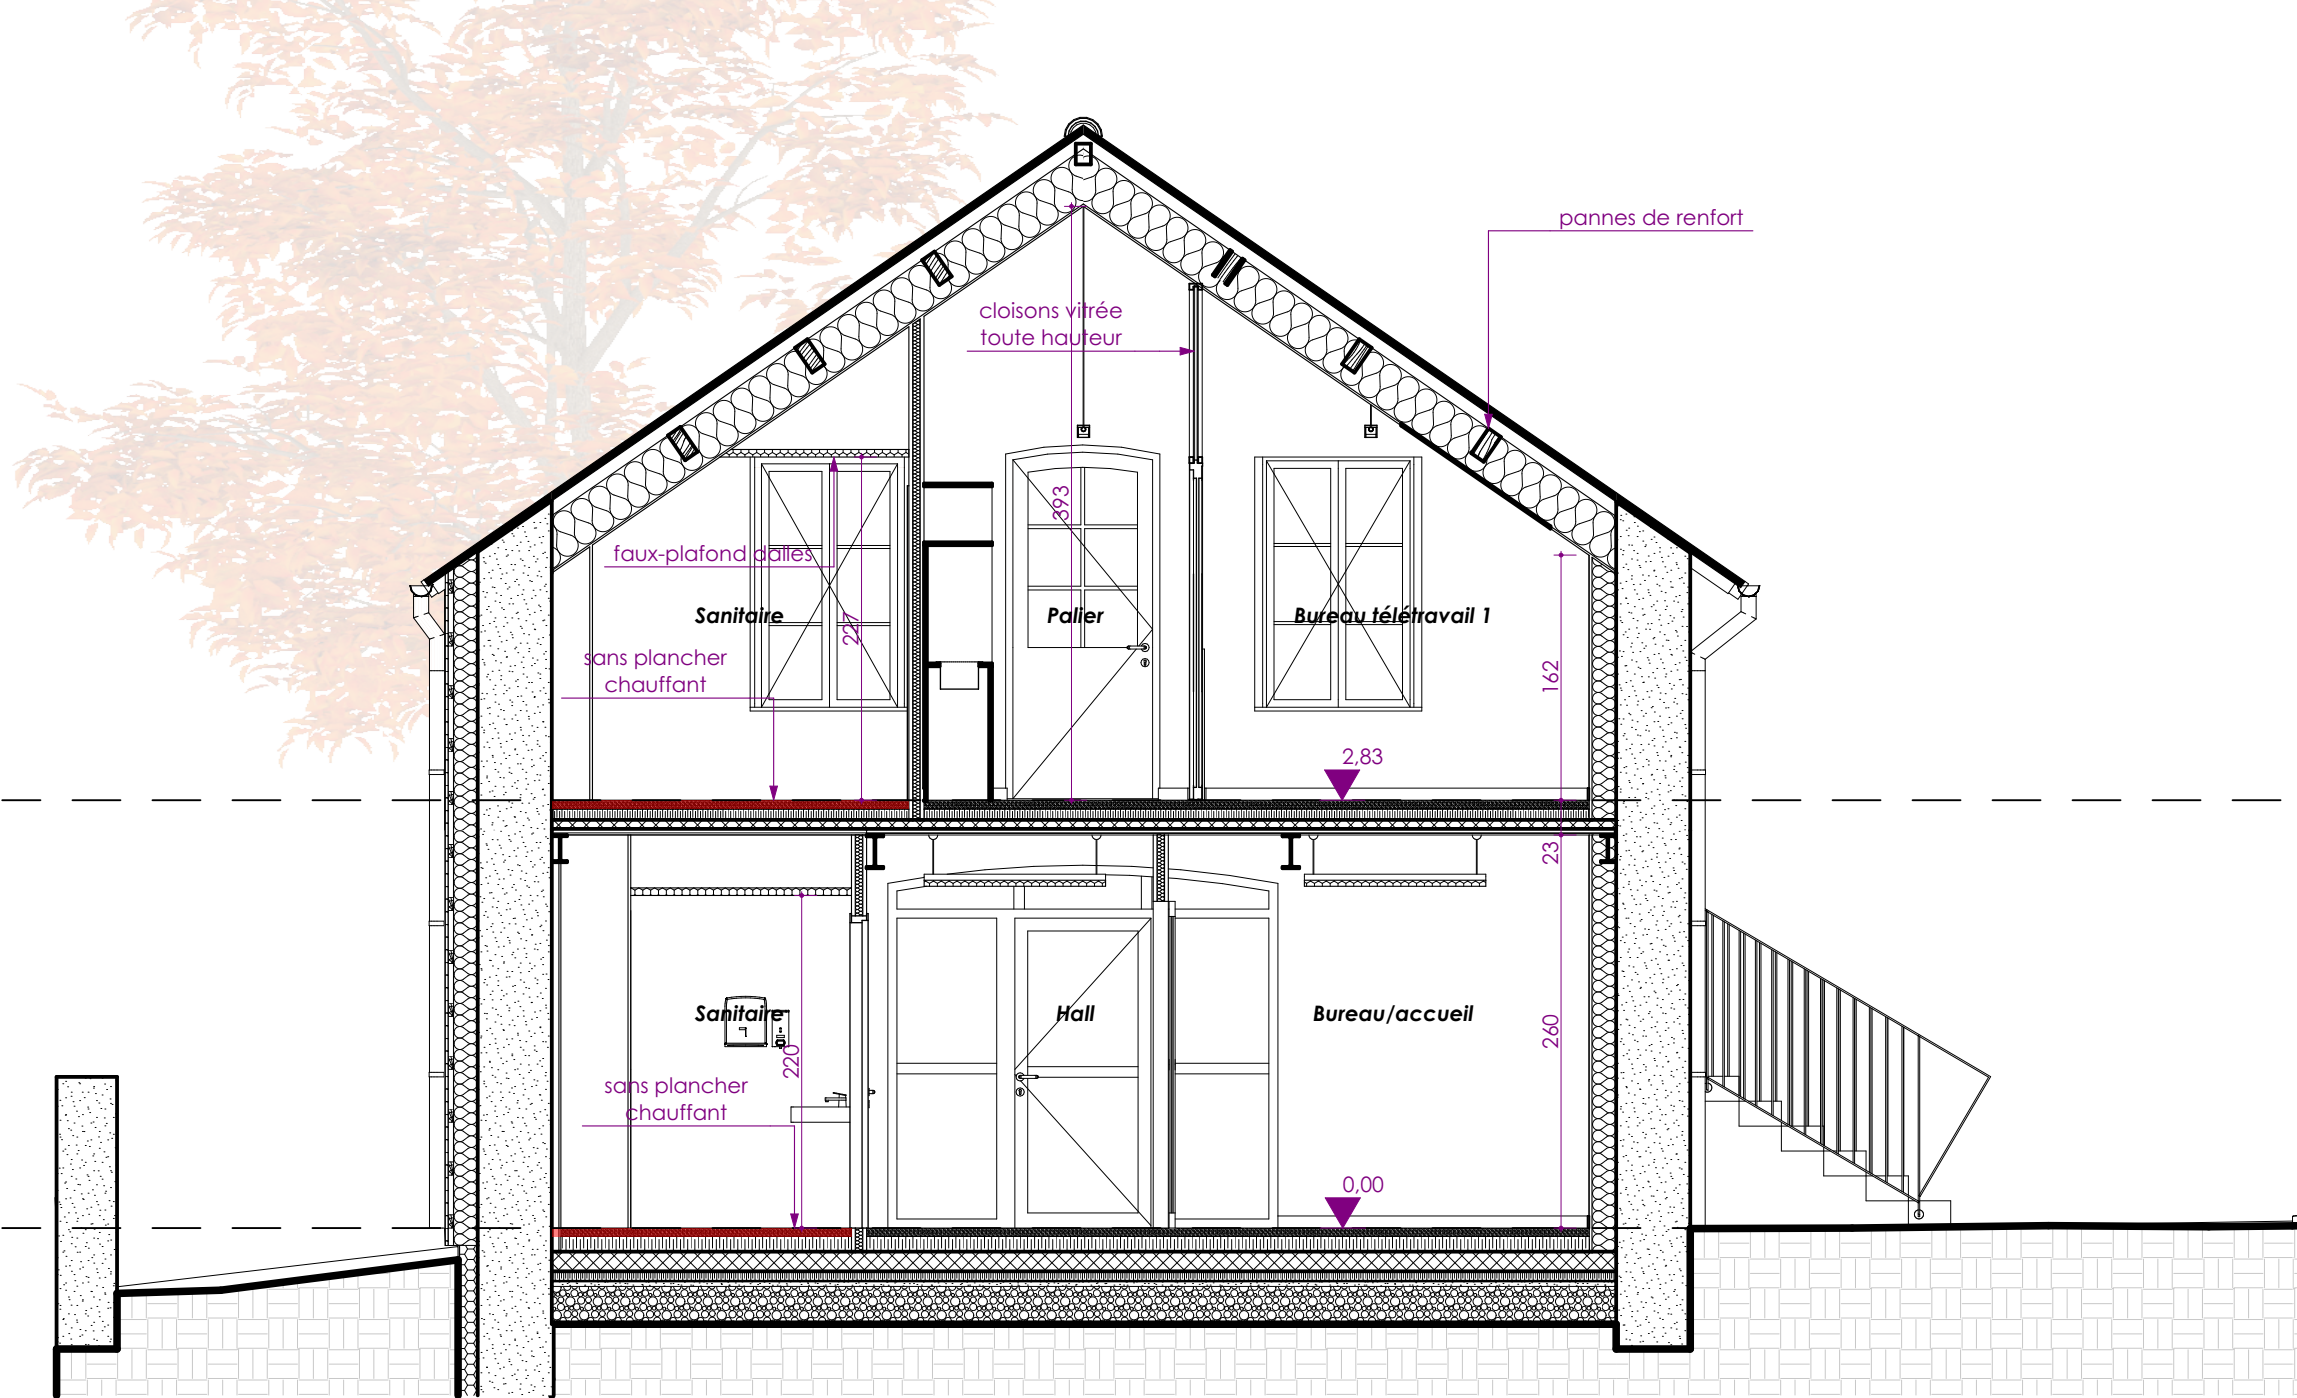 pannes de renfort
cloisons vitrée
toute hauteur
393
faux-plafond dalles
Sanitaire
227
Palier
Bureau télétravail 1
sans plancher
chauffant
162
2,83
23
Sanitaire
Hall
Bureau/accueil
260
220
sans plancher
chauffant
0,00